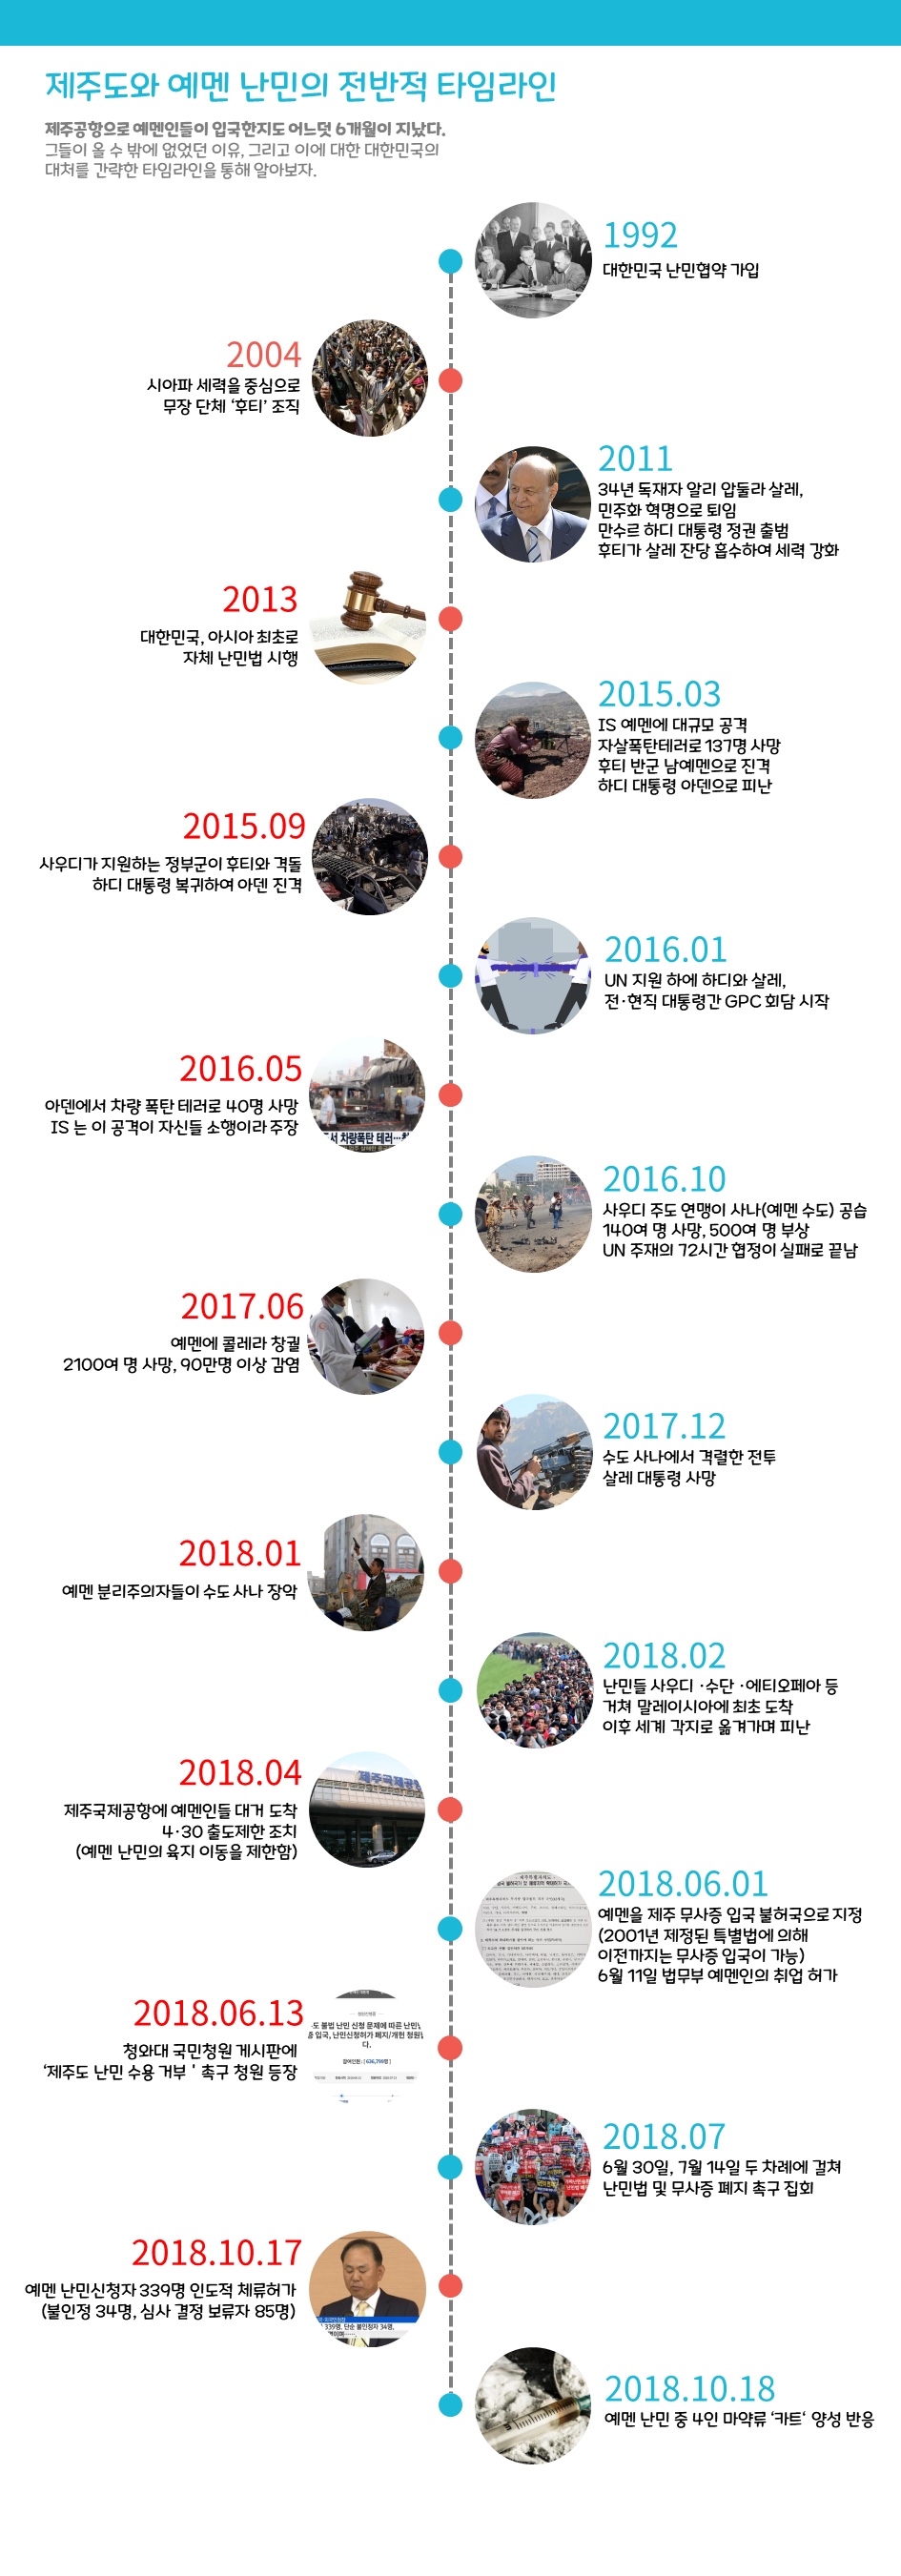 제주도와 예멘 난민의 전반적 타임라인
제주공항으로 예멘인들이 입국한지도 어느덧 6개월이 지났다.
그들이 올 수 밖에 없었던 이유, 그리고 이에 대한 대한민국의
대처를 간략한 타임라인을 통해 알아보자.
1992
대한민국 난민협약 가입
2004
시아파 세력을 중심으로
무장 단체 ‘후티’ 조직
2011
34년 독재자 알리 압둘라 살레,
민주화 혁명으로 퇴임
만수르 하디 대통령 정권 출범
후티가 살레 잔당 흡수하여 세력 강화
2013
대한민국, 아시아 최초로
자체 난민법 시행
2015.03
IS 예멘에 대규모 공격
자살폭탄테러로 137명 사망
후티 반군 남예멘으로 진격
하디 대통령 아덴으로 피난
2015.09
사우디가 지원하는 정부군이 후티와 격돌
하디 대통령 복귀하여 아덴 진격
2016.01
UN 지원 하에 하디와 살레,
전·현직 대통령간 GPC 회담 시작
2016.05
아덴에서 차량 폭탄 테러로 40명 사망
IS 는 이 공격이 자신들 소행이라 주장
서 차량폭탄 테러…
2016.10
사우디 주도 연맹이 사나(예멘 수도) 공습
140여 명 사망, 500여 명 부상
UN 주재의 72시간 협정이 실패로 끝남
2017.06
예멘에 콜레라 창궐
2100여 명 사망, 90만명 이상 감염
2017.12
수도 사나에서 격렬한 전투
살레 대통령 사망
2018.01
예멘 분리주의자들이 수도 사나 장악
2018.02
난민들 사우디 ·수단 ·에티오페아 등
거쳐 말레이시아에 최초 도착
이후 세계 각지로 옮겨가며 피난
2018.04
제주국제공항에 예멘인들 대거 도착
4·30 출도제한 조치
(예멘 난민의 육지 이동을 제한함)
제주국제공항
2018.06.01
예멘을 제주 무사증 입국 불허국으로 지정
(2001년 제정된 특별법에 의해
이전까지는 무사증 입국이 가능)
6월 11일 법무부 예멘인의 취업 허가
2018.06.13
청와대 국민청원 게시판에
‘제주도 난민 수용 거부 ' 촉구 청원 등장
도 불법 난민 신청 문제에 따른 난민
증 입국, 난민신청허가 폐지/개헌 청원
다.
2018.07
6월 30일, 7월 14일 두 차례에 걸쳐
난민법 및 무사증 폐지 촉구 집회
2018.10.17
예멘 난민신청자 339명 인도적 체류허가
(불인정 34명, 심사 결정 보류자 85명)
339명, 단순 불인정자 34명,
2018.10.18
예멘 난민 중 4인 마약류 ‘카트‘ 양성 반응